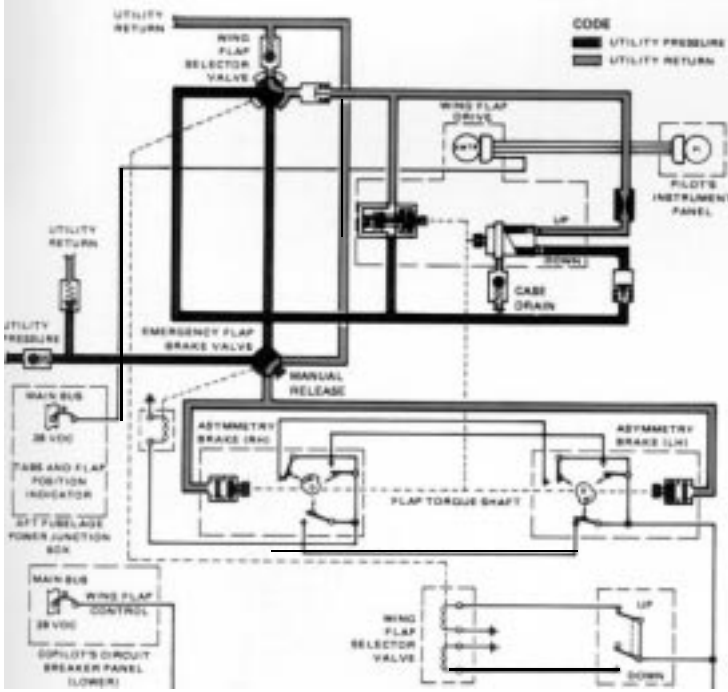 UTILITY
RETURN
WING
FLAP
SELECTOR
VALVE
CODE
UTILITY PRESSURE
UTILITY RETURN
WING FLAP
DRIVE
PILOT'S
INSTRUMENT
PANEL
UP
DOWN
CASE
DRAIN
UTILITY
RETURN
UTILITY
PRESSURE
EMERGENCY FLAP
BRAKE VALVE
MANUAL
RELEASE
MAIN BUS
28 VDC
TABS AND FLAP
POSITION
INDICATOR
AFT FUSELAGE
POWER JUNCTION
BOX
ASYMMETRY
BRAKE (RH)
ASYMMETRY
BRAKE (LH)
FLAP TORQUE SHAFT
MAIN BUS
WING FLAP
CONTROL
28 VDC
COPILOT'S CIRCUIT
BREAKER PANEL
(LOWER)
WING
FLAP
SELECTOR
VALVE
UP
DOWN